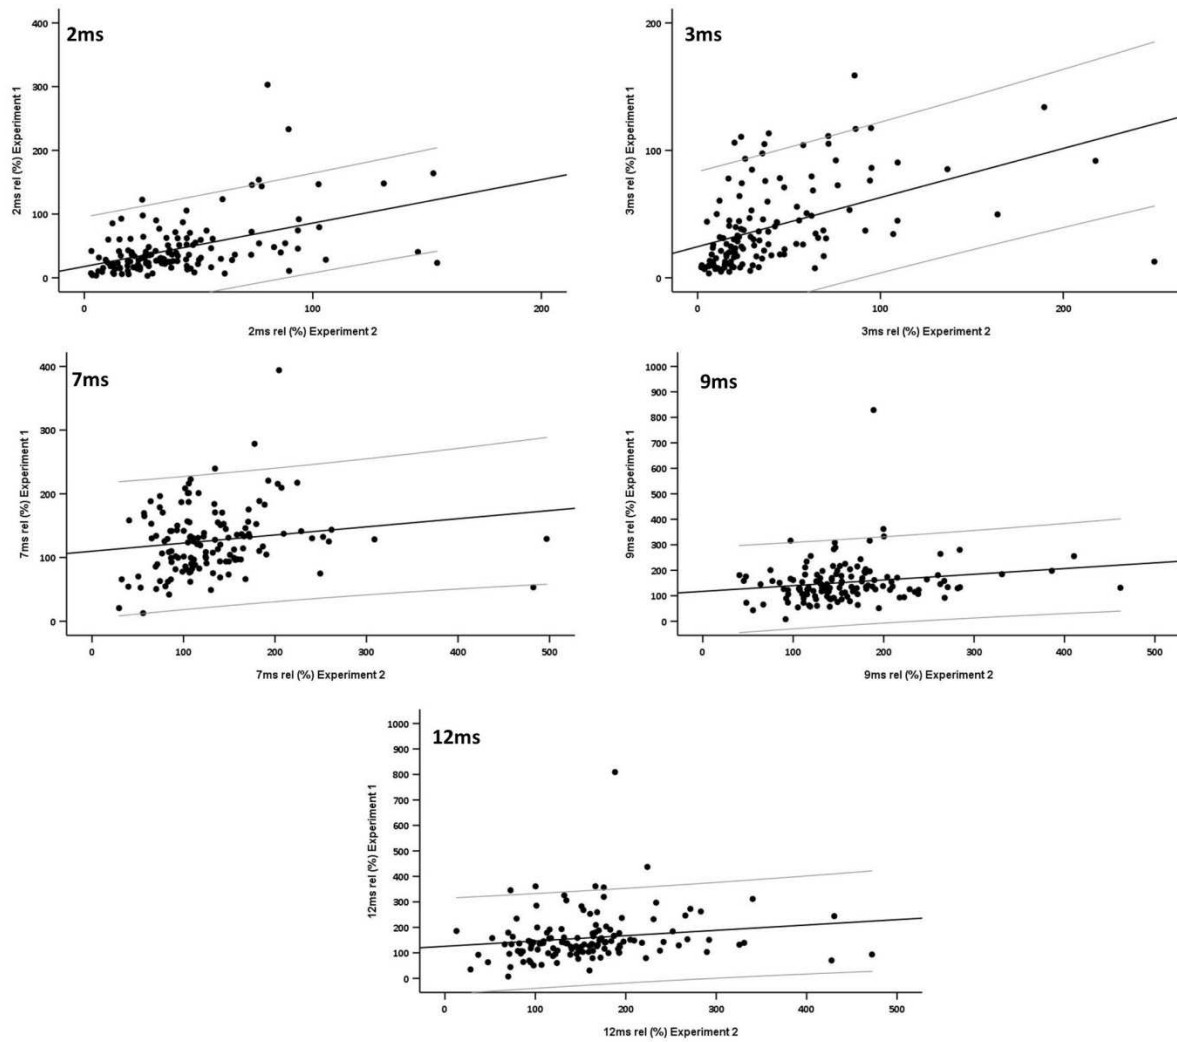 2ms
400
300
200
100
0
2ms rel (%) Experiment 1
0 100 200
2ms rel (%) Experiment 2
3ms
200
100
0
3ms rel (%) Experiment 1
0 100 200
3ms rel (%) Experiment 2
7ms
400
300
200
100
0
7ms rel (%) Experiment 1
0 100 200 300 400 500
7ms rel (%) Experiment 2
9ms
1000
900
800
700
600
500
400
300
200
100
0
9ms rel (%) Experiment 1
0 100 200 300 400 500
9ms rel (%) Experiment 2
12ms
1000
900
800
700
600
500
400
300
200
100
0
12ms rel (%) Experiment 1
0 100 200 300 400 500
12ms rel (%) Experiment 2